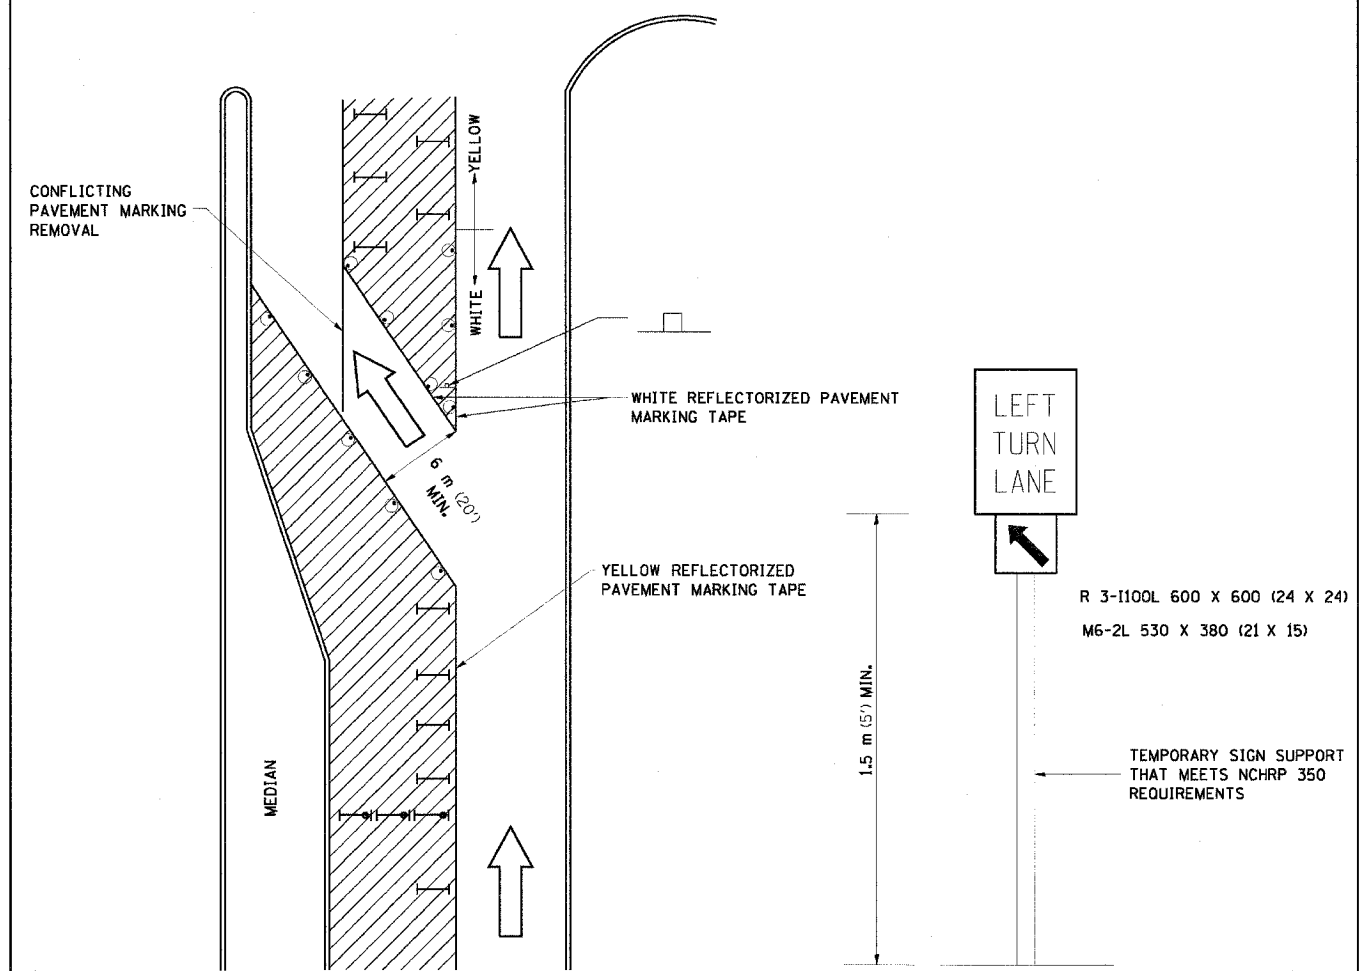 CONFLICTING
PAVEMENT MARKING
REMOVAL
YELLOW
WHITE
WHITE REFLECTORIZED PAVEMENT
MARKING TAPE
6 m (20')
MIN.
YELLOW REFLECTORIZED
PAVEMENT MARKING TAPE
MEDIAN
LEFT
TURN
LANE
R 3-I100L 600 X 600 (24 X 24)
M6-2L 530 X 380 (21 X 15)
1.5 m (5') MIN.
TEMPORARY SIGN SUPPORT
THAT MEETS NCHRP 350
REQUIREMENTS